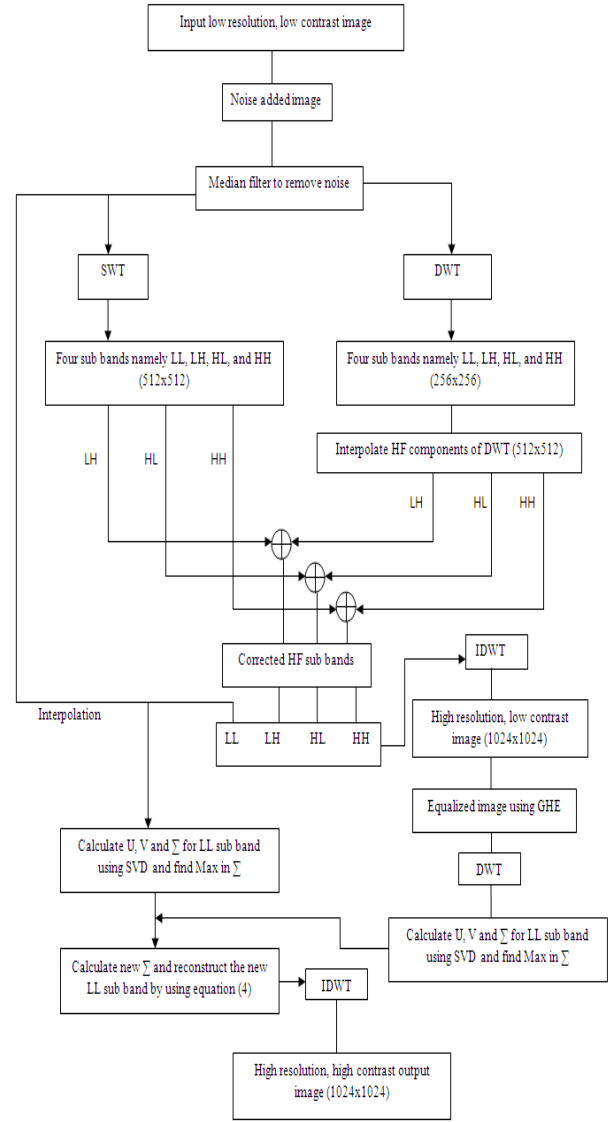 Input low resolution, low contrast image
Noise added image
Median filter to remove noise
SWT
DWT
Four sub bands namely LL, LH, HL, and HH
(512x512)
Four sub bands namely LL, LH, HL, and HH
(256x256)
Interpolate HF components of DWT (512x512)
LH
HL
HH
LH
HL
HH
Corrected HF sub bands
IDWT
Interpolation
LL LH HL HH
High resolution, low contrast
image (1024x1024)
Equalized image using GHE
DWT
Calculate U, V and ∑ for LL sub band
using SVD and find Max in ∑
Calculate U, V and ∑ for LL sub band
using SVD and find Max in ∑
Calculate new ∑ and reconstruct the new
LL sub band by using equation (4)
IDWT
High resolution, high contrast output
image (1024x1024)